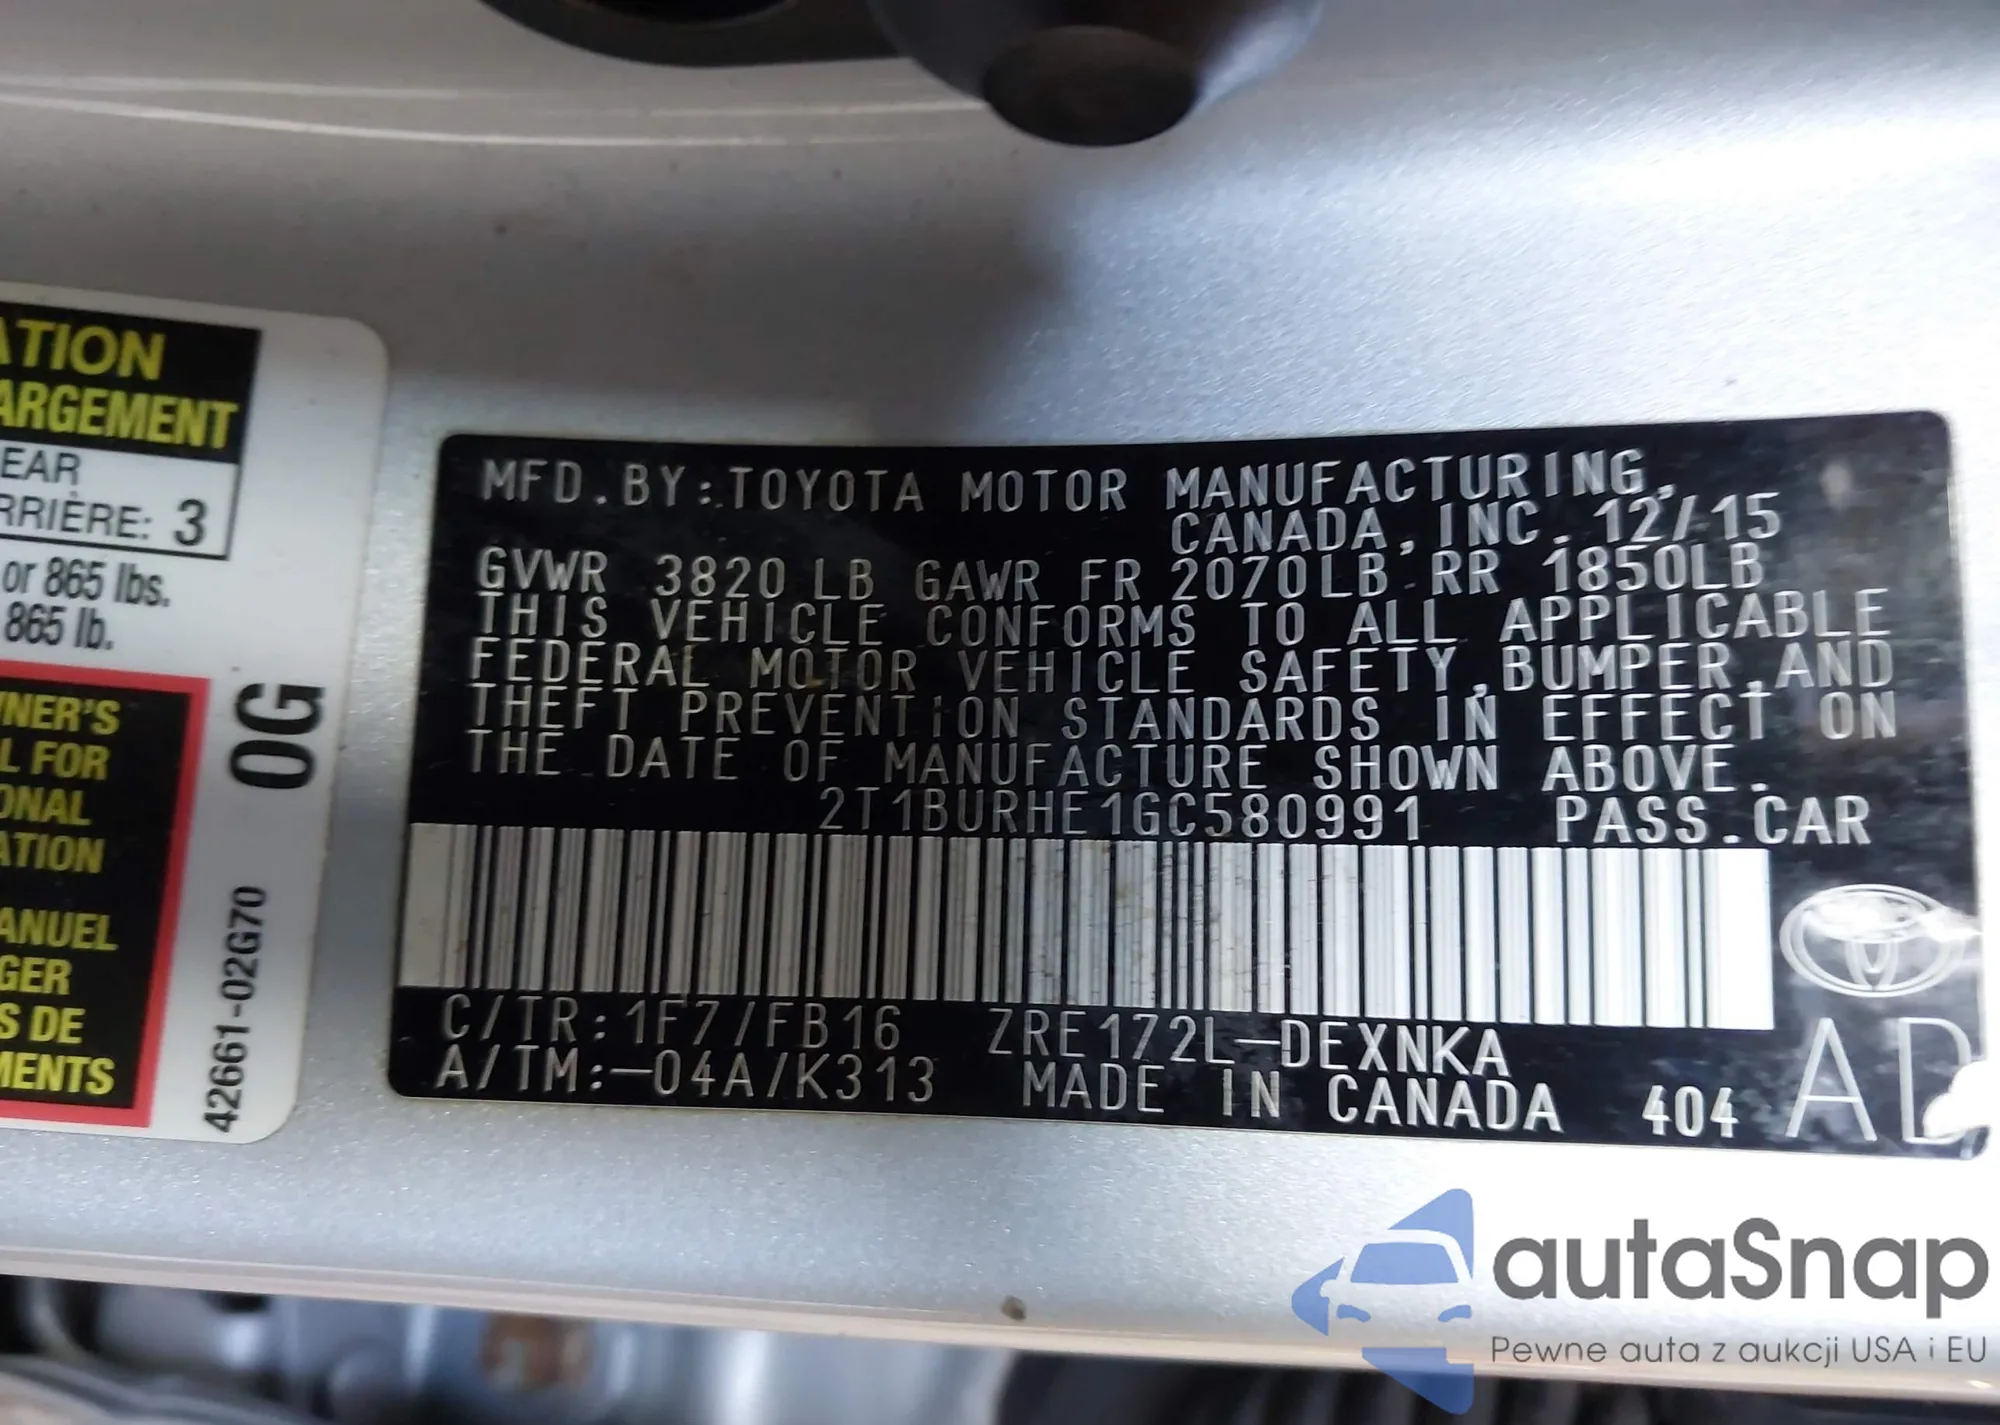 ATION
ARGEMENT
EAR
RRIÈRE: 3
or 865 lbs.
865 lb.
NER'S
L FOR
ONAL
ATION
ANUEL
GER
S DE
MENTS
0G
42661-02G70
MFD.BY:TOYOTA MOTOR MANUFACTURING,
CANADA,INC.12/15
GVWR 3820 LB GAWR FR 2070LB RR 1850LB
THIS VEHICLE CONFORMS TO ALL APPLICABLE
FEDERAL MOTOR VEHICLE SAFETY,BUMPER,AND
THEFT PREVENTION STANDARDS IN EFFECT ON
THE DATE OF MANUFACTURE SHOWN ABOVE.
2T1BURHE1GC580991 PASS.CAR
C/TR:1F7/FB16 ZRE172L-DEXNKA
A/TM:-04A/K313 MADE IN CANADA 404 AD
autaSnap
Pewne auta z aukcji USA i EU